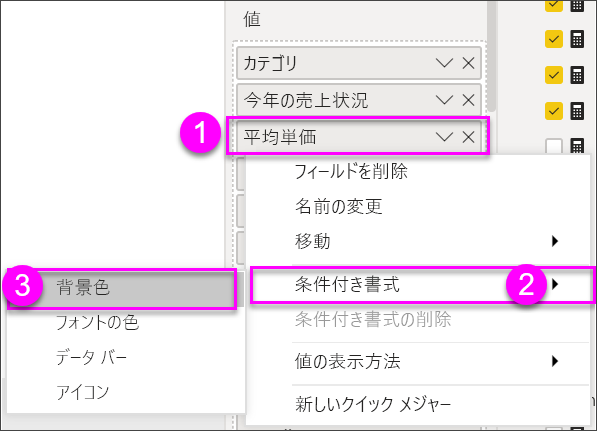 値
カテゴリ
今年の売上状況
1
平均単価
フィールドを削除
名前の変更
移動
3
背景色
条件付き書式
2
フォントの色
条件付き書式の削除
データ バー
値の表示方法
アイコン
新しいクイック メジャー